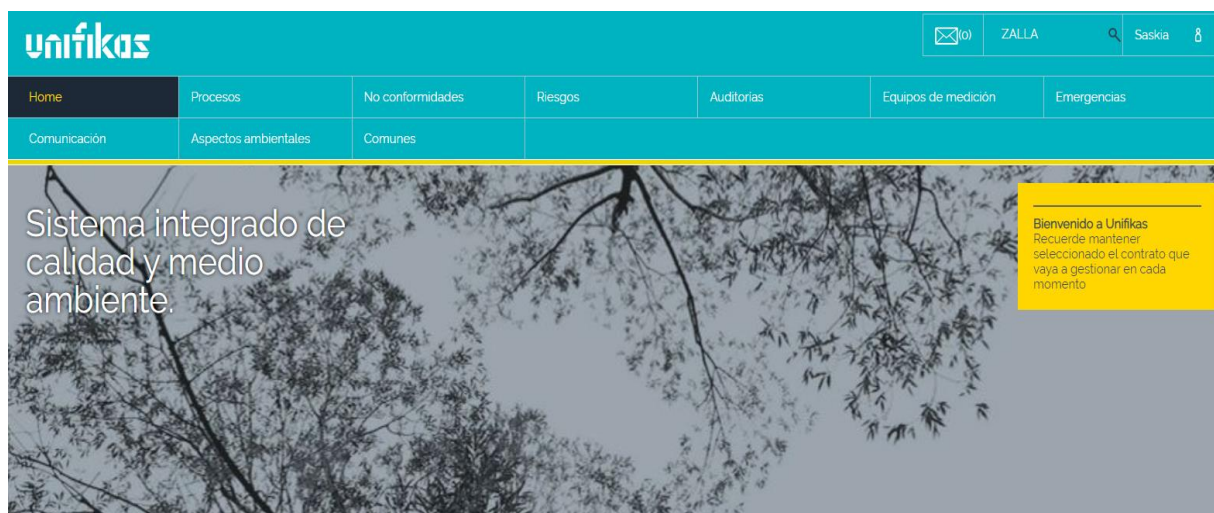 unifikas
(0)
ZALLA
Saskia
Home
Procesos
No conformidades
Riesgos
Auditorías
Equipos de medición
Emergencias
Comunicación
Aspectos ambientales
Comunes
Sistema integrado de
calidad y medio
ambiente.
Bienvenido a Unifikas
Recuerde mantener
seleccionado el contrato que
vaya a gestionar en cada
momento